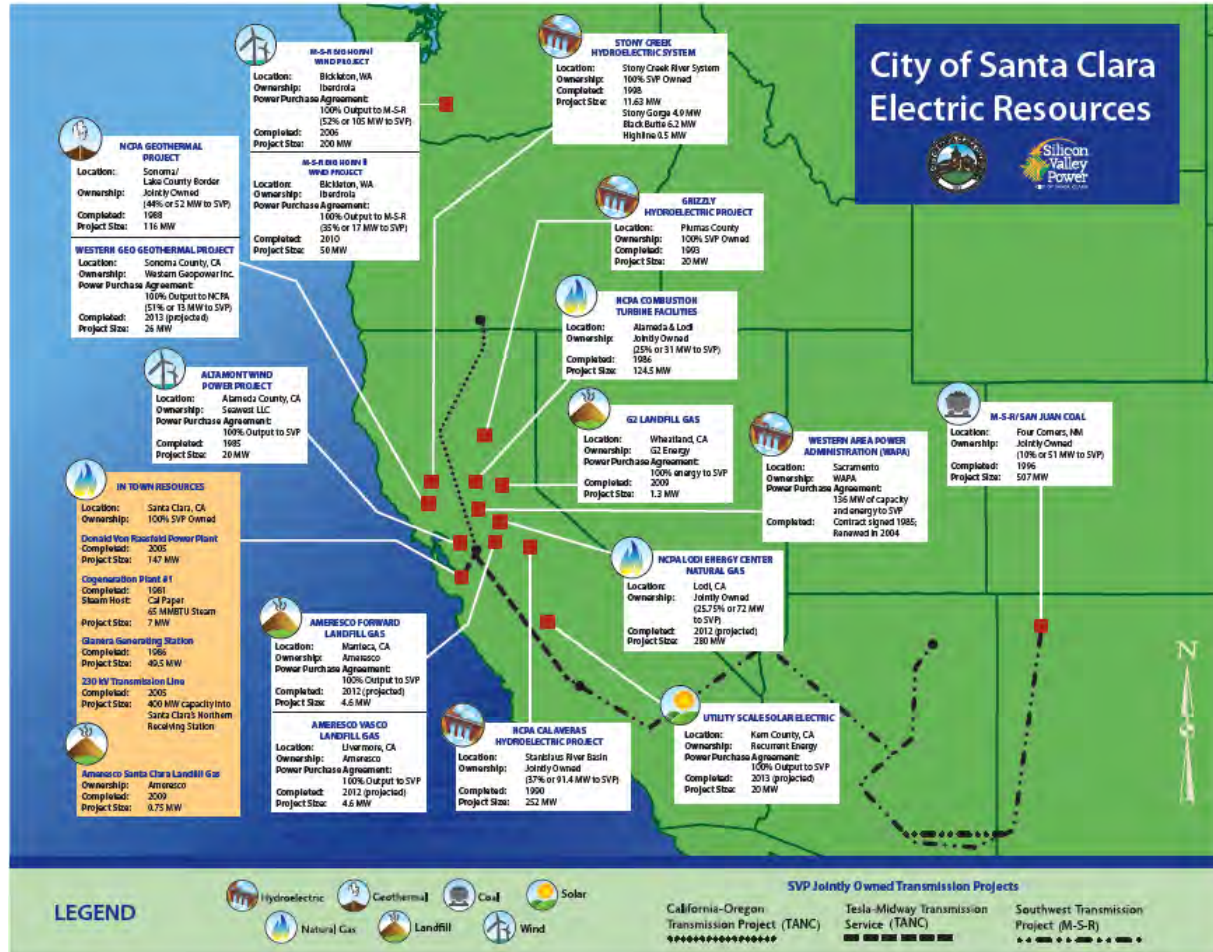 City of Santa Clara
Electric Resources
Silicon
Valley
Power
CITY OF SANTA CLARA
M-S-R BIG HORN I
WIND PROJECT
Location: Bickleton, WA
Ownership: Iberdrola
Power Purchase Agreement:
100% Output to M-S-R
(52% or 105 MW to SVP)
Completed: 2006
Project Size: 200 MW
M-S-R BIG HORN II
WIND PROJECT
Location: Bickleton, WA
Ownership: Iberdrola
Power Purchase Agreement:
100% Output to M-S-R
(35% or 17 MW to SVP)
Completed: 2010
Project Size: 50 MW
STONY CREEK
HYDROELECTRIC SYSTEM
Location: Stony Creek River System
Ownership: 100% SVP Owned
Completed: 1998
Project Size: 11.63 MW
Stony Gorge 4.9 MW
Black Butte 6.2 MW
Highline 0.5 MW
NCPA GEOTHERMAL
PROJECT
Location: Sonoma/
Lake County Border
Ownership: Jointly Owned
(44% or 52 MW to SVP)
Completed: 1988
Project Size: 116 MW
WESTERN GEO GEOTHERMAL PROJECT
Location: Sonoma County, CA
Ownership: Western Geopower Inc.
Power Purchase Agreement:
100% Output to NCPA
(51% or 13 MW to SVP)
Completed: 2013 (projected)
Project Size: 26 MW
GRIZZLY
HYDROELECTRIC PROJECT
Location: Plumas County
Ownership: 100% SVP Owned
Completed: 1993
Project Size: 20 MW
NCPA COMBUSTION
TURBINE FACILITIES
Location: Alameda & Lodi
Ownership: Jointly Owned
(25% or 31 MW to SVP)
Completed: 1986
Project Size: 124.5 MW
ALTAMONT WIND
POWER PROJECT
Location: Alameda County, CA
Ownership: Seawest LLC
Power Purchase Agreement:
100% Output to SVP
Completed: 1985
Project Size: 20 MW
G2 LANDFILL GAS
Location: Wheatland, CA
Ownership: G2 Energy
Power Purchase Agreement:
100% energy to SVP
Completed: 2009
Project Size: 1.3 MW
WESTERN AREA POWER
ADMINISTRATION (WAPA)
Location: Sacramento
Ownership: WAPA
Power Purchase Agreement:
136 MW of capacity
and energy to SVP
Completed: Contract signed 1985;
Renewed in 2004
M-S-R/SAN JUAN COAL
Location: Four Corners, NM
Ownership: Jointly Owned
(10% or 51 MW to SVP)
Completed: 1996
Project Size: 507 MW
IN TOWN RESOURCES
Location: Santa Clara, CA
Ownership: 100% SVP Owned
Donald Von Raesfeld Power Plant
Completed: 2005
Project Size: 147 MW
Cogeneration Plant #1
Completed: 1981
Steam Host: Cal Paper
65 MMBTU Steam
Project Size: 7 MW
Gianera Generating Station
Completed: 1986
Project Size: 49.5 MW
230 kV Transmission Line
Completed: 2005
Project Size: 400 MW capacity into
Santa Clara's Northern
Receiving Station
Ameresco Santa Clara Landfill Gas
Ownership: Ameresco
Completed: 2009
Project Size: 0.75 MW
NCPA LODI ENERGY CENTER
NATURAL GAS
Location: Lodi, CA
Ownership: Jointly Owned
(25.75% or 72 MW
to SVP)
Completed: 2012 (projected)
Project Size: 280 MW
AMERESCO FORWARD
LANDFILL GAS
Location: Manteca, CA
Ownership: Ameresco
Power Purchase Agreement:
100% Output to SVP
Completed: 2012 (projected)
Project Size: 4.6 MW
AMERESCO VASCO
LANDFILL GAS
Location: Livermore, CA
Ownership: Ameresco
Power Purchase Agreement:
100% Output to SVP
Completed: 2012 (projected)
Project Size: 4.6 MW
NCPA CALAVERAS
HYDROELECTRIC PROJECT
Location: Stanislaus River Basin
Ownership: Jointly Owned
(37% or 91.4 MW to SVP)
Completed: 1990
Project Size: 252 MW
UTILITY SCALE SOLAR ELECTRIC
Location: Kern County, CA
Ownership: Recurrent Energy
Power Purchase Agreement:
100% Output to SVP
Completed: 2013 (projected)
Project Size: 20 MW
N
LEGEND
Hydroelectric
Geothermal
Coal
Solar
Natural Gas
Landfill
Wind
SVP Jointly Owned Transmission Projects
California-Oregon
Transmission Project (TANC)
Tesla-Midway Transmission
Service (TANC)
Southwest Transmission
Project (M-S-R)